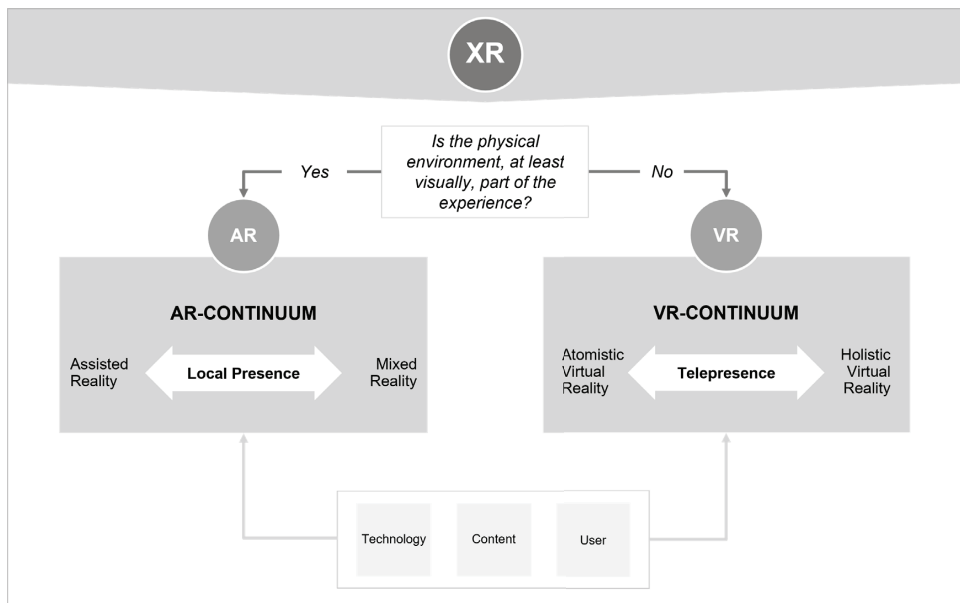 XR
Is the physical
environment, at least
visually, part of the
experience?
Yes
No
AR
VR
AR-CONTINUUM
Assisted
Reality
Local Presence
Mixed
Reality
VR-CONTINUUM
Atomistic
Virtual
Reality
Telepresence
Holistic
Virtual
Reality
Technology
Content
User